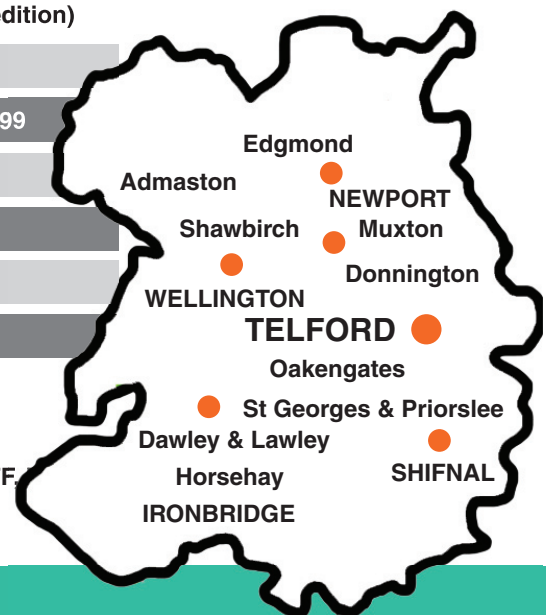 edition)
99
Edgmond
Admaston
NEWPORT
Shawbirch
Muxton
Donnington
WELLINGTON
TELFORD
Oakengates
St Georges & Priorslee
Dawley & Lawley
SHIFNAL
Horsehay
IRONBRIDGE